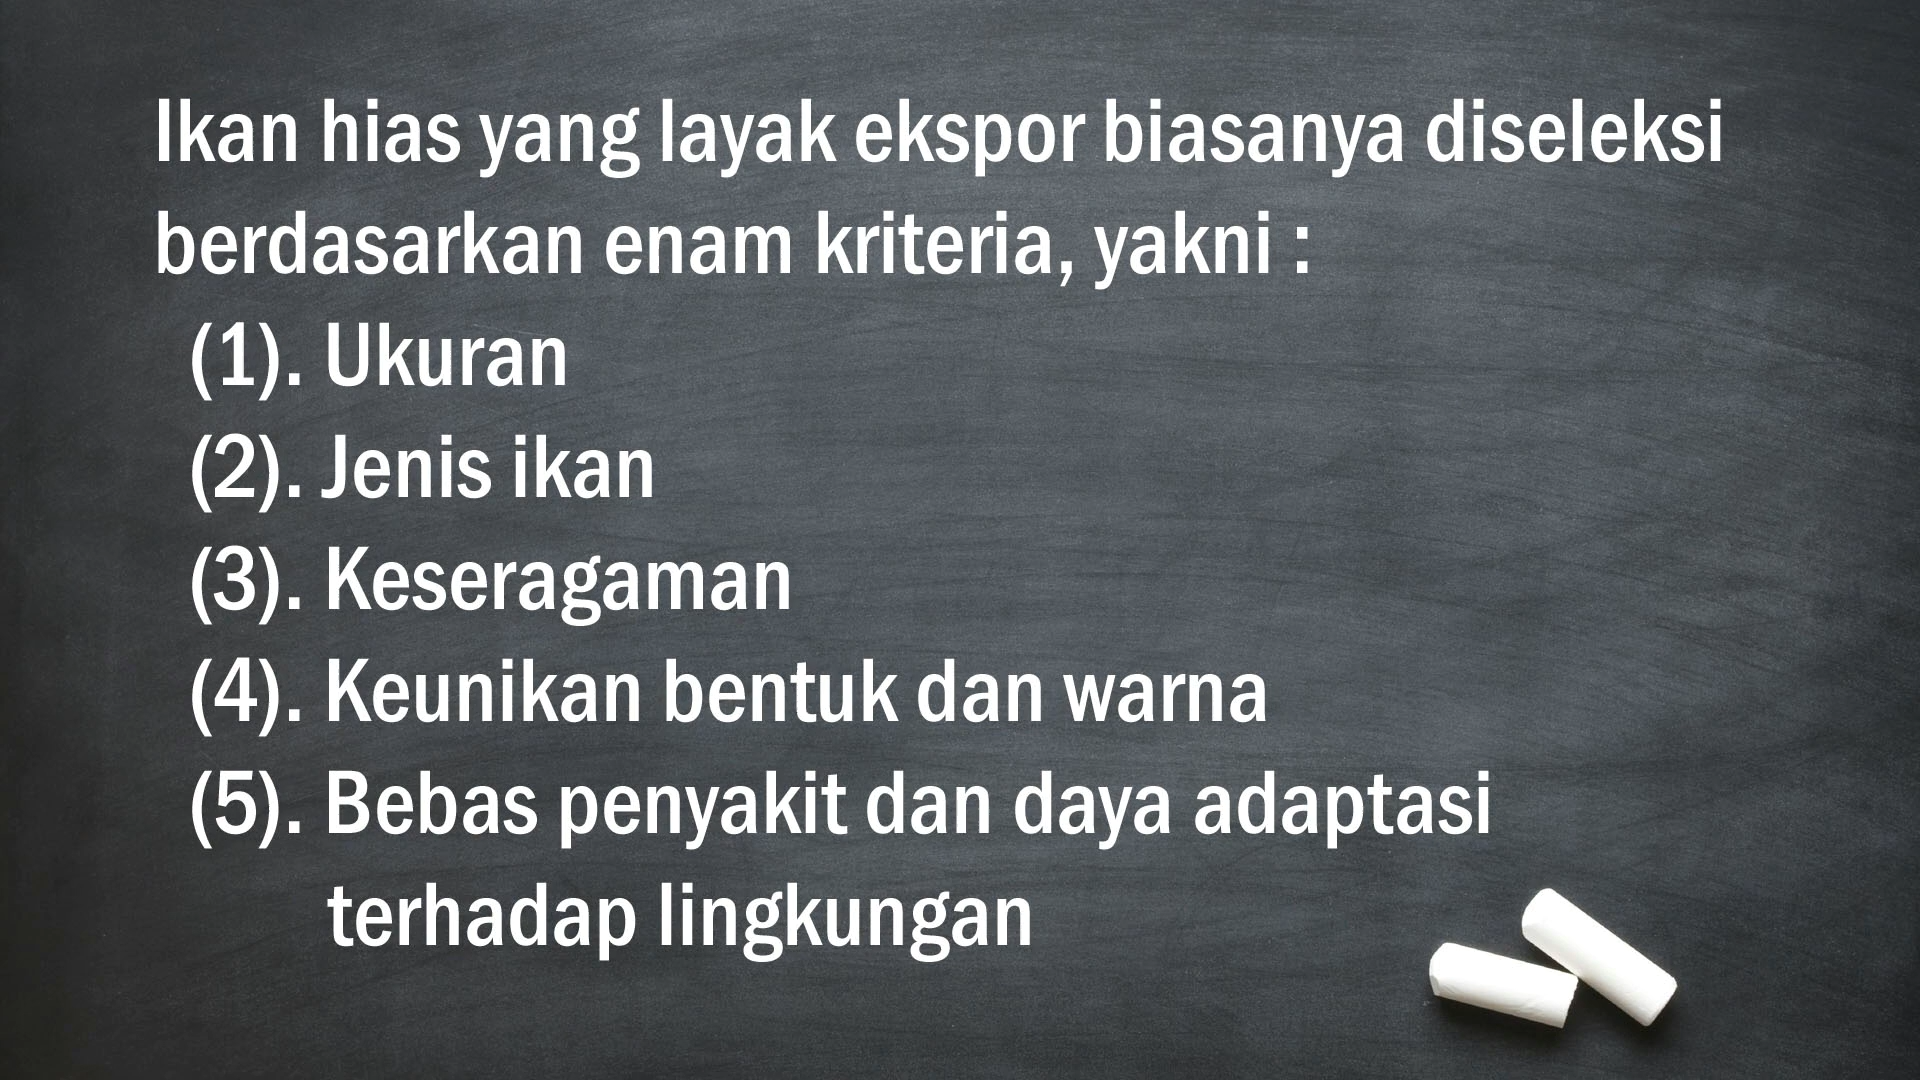 Ikan hias yang layak ekspor biasanya diseleksi
berdasarkan enam kriteria, yakni :
(1). Ukuran
(2). Jenis ikan
(3). Keseragaman
(4). Keunikan bentuk dan warna
(5). Bebas penyakit dan daya adaptasi
terhadap lingkungan